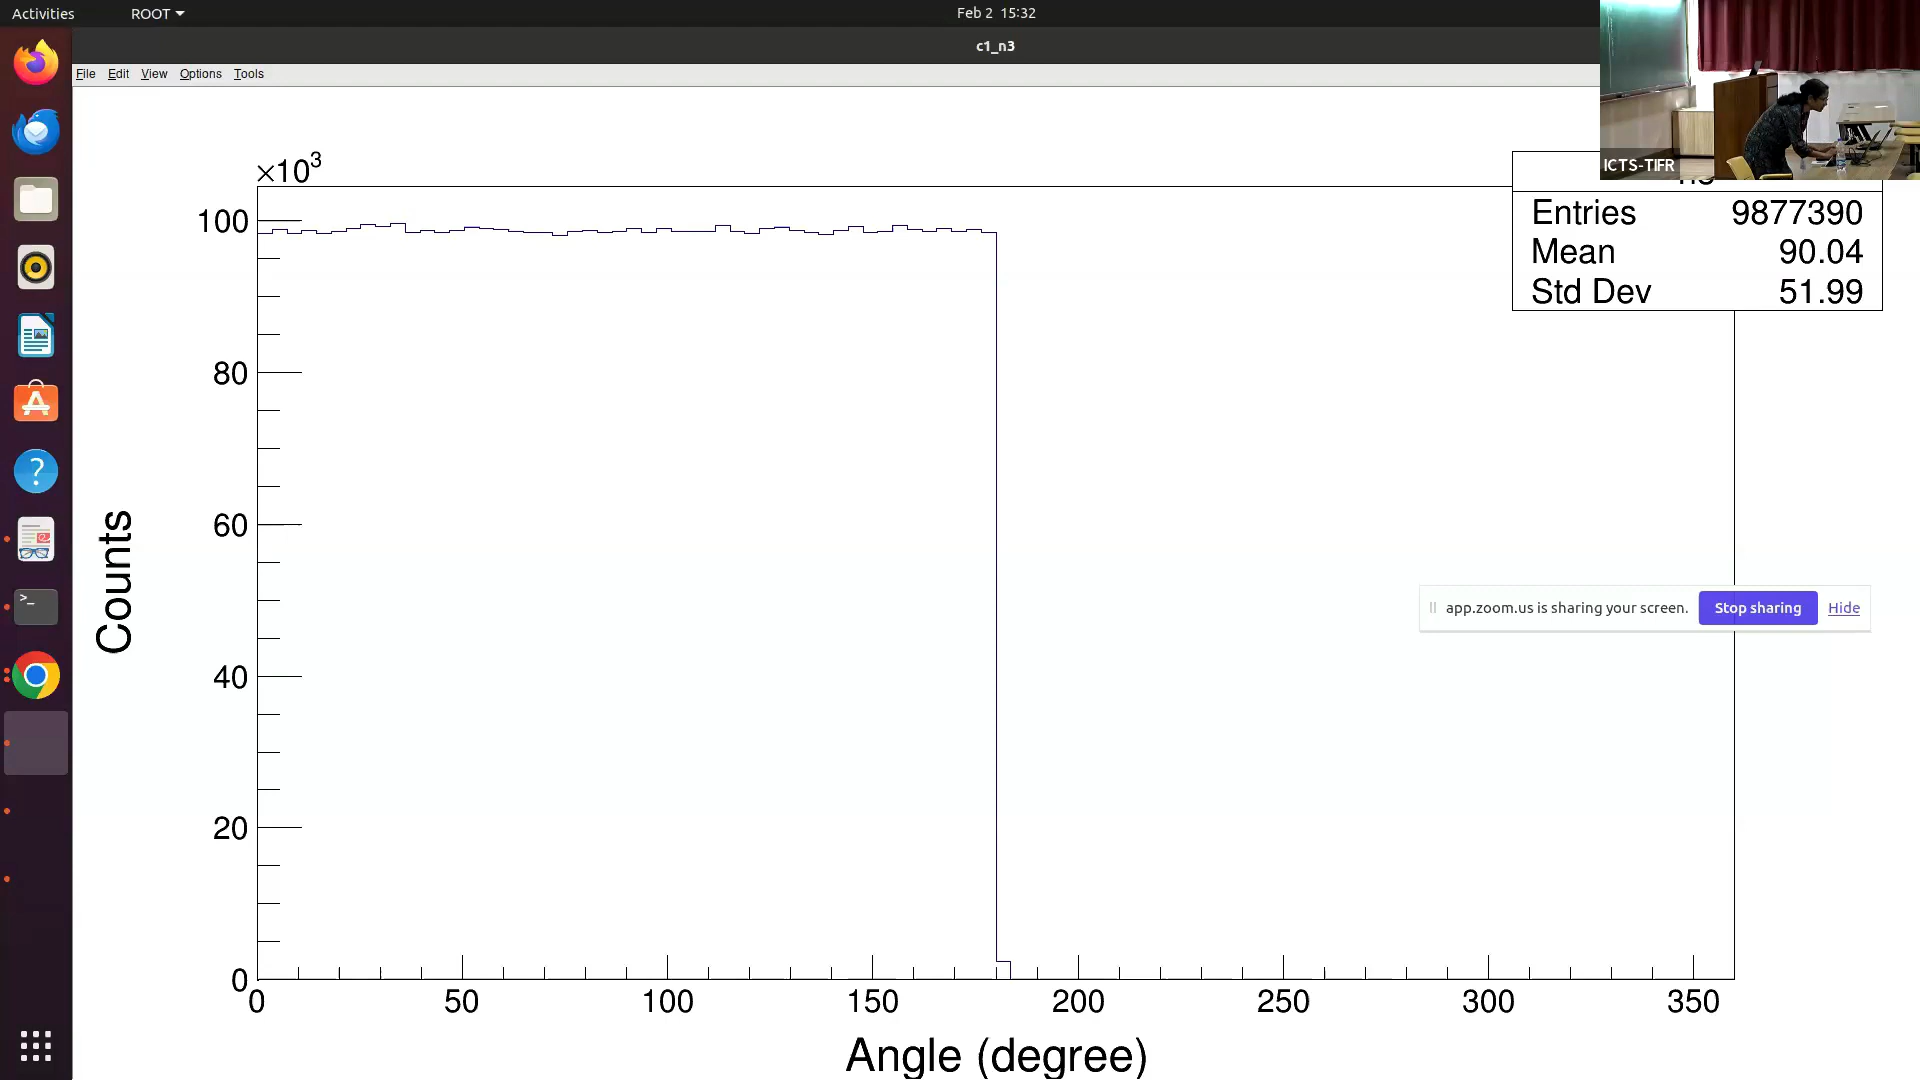 Activities
ROOT
Feb 2 15:32
c1_n3
File Edit View Options Tools
ICTS-TIFR
×10³
Entries 9877390
Mean 90.04
Std Dev 51.99
100
80
60
40
20
0
Counts
app.zoom.us is sharing your screen. Stop sharing Hide
0 50 100 150 200 250 300 350
Angle (degree)